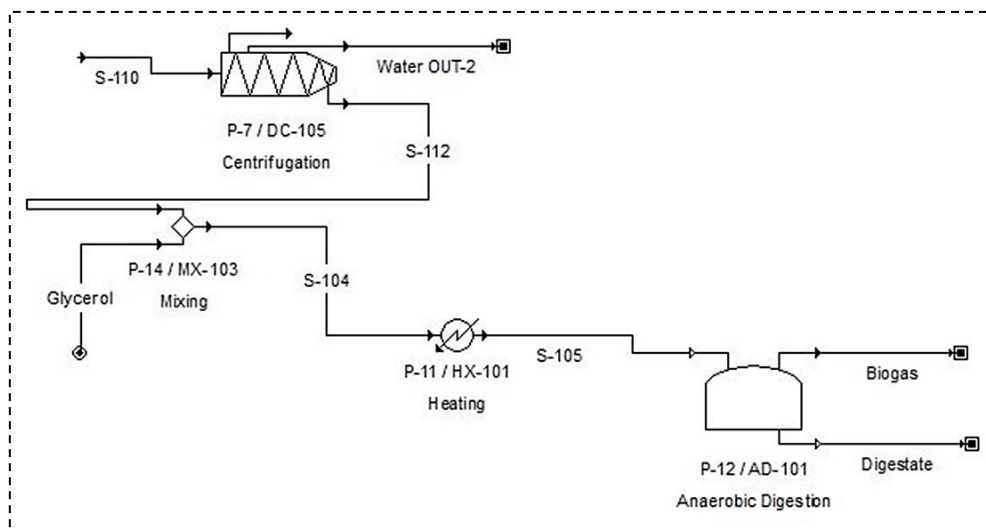 Water OUT-2
S-110
P-7 / DC-105
Centrifugation
S-112
P-14 / MX-103
Mixing
Glycerol
S-104
P-11 / HX-101
Heating
S-105
Biogas
Digestate
P-12 / AD-101
Anaerobic Digestion